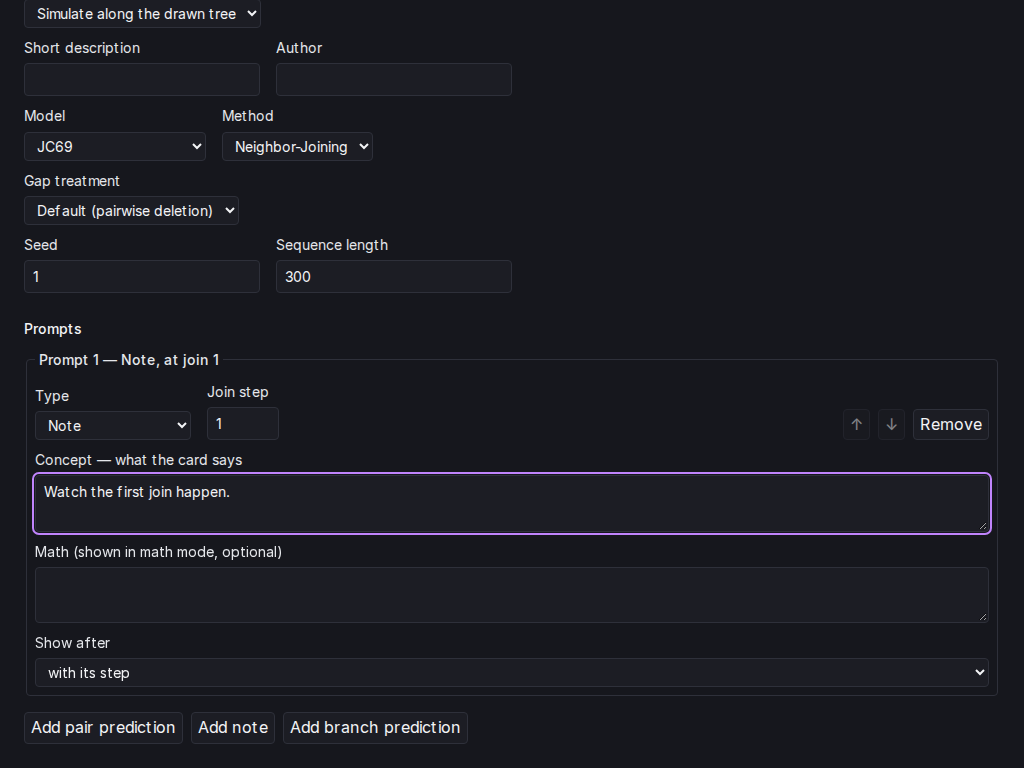 Simulate along the drawn tree
Short description Author
Model Method
JC69 Neighbor-Joining
Gap treatment
Default (pairwise deletion)
Seed Sequence length
1 300
Prompts
Prompt 1 — Note, at join 1
Type Join step
Note 1 ↑ ↓ Remove
Concept — what the card says
Watch the first join happen.
Math (shown in math mode, optional)
Show after
with its step
Add pair prediction Add note Add branch prediction